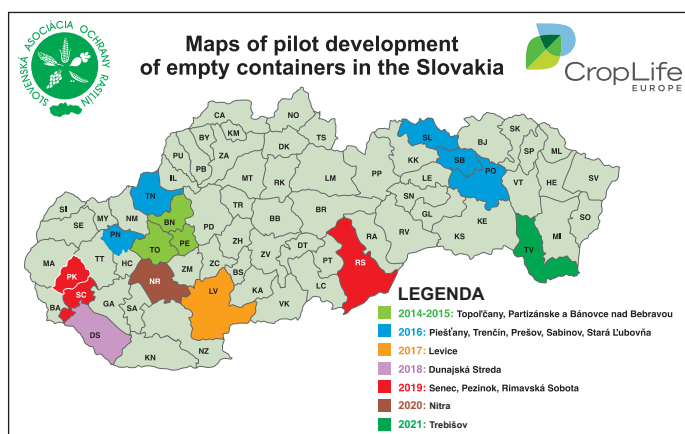 SLOVENSKÁ ASOCIÁCIA OCHRANY RASTLÍN
Maps of pilot development
of empty containers in the Slovakia
CropLife
EUROPE
CA
NO
BY
KM
TS
DK
PU
PB
ZA
IL
MT
RK
LM
PP
SL
BJ
SK
SP
ML
KK
SB
PO
LE
VT
HE
SV
SN
GL
KE
SO
KS
MI
TV
RV
RA
BR
RS
PT
LC
TN
BN
TR
BB
SI
SE
MY
NM
PN
TO
PE
PD
ZH
ZV
DT
MA
TT
HC
NR
ZM
ZC
BS
KA
VK
LV
PK
SC
BA
GA
SA
DS
KN
NZ
LEGENDA
2014-2015: Topoľčany, Partizánske a Bánovce nad Bebravou
2016: Piešťany, Trenčín, Prešov, Sabinov, Stará Ľubovňa
2017: Levice
2018: Dunajská Streda
2019: Senec, Pezinok, Rimavská Sobota
2020: Nitra
2021: Trebišov